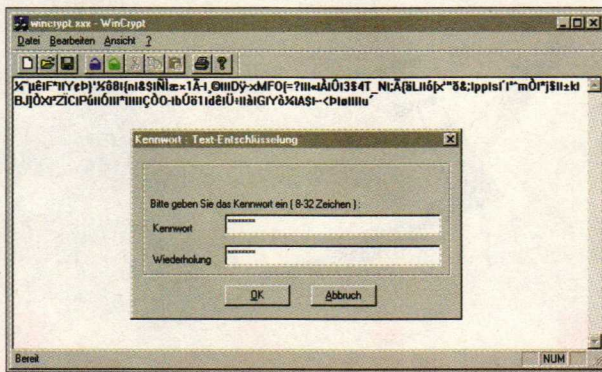 wincrypt.xxx - WinCrypt
Datei Bearbeiten Ansicht ?
Kennwort : Text-Entschlüsselung
Bitte geben Sie das Kennwort ein ( 8-32 Zeichen ) :
Kennwort ********
Wiederholung ********
OK Abbruch
Bereit NUM